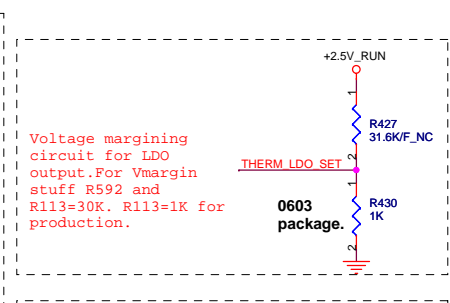 +2.5V_RUN
1
R427
31.6K/F_NC
2
Voltage margining
circuit for LDO
output.For Vmargin
stuff R592 and
R113=30K. R113=1K for
production.
THERM_LDO_SET
1
R430
1K
0603
package.
2